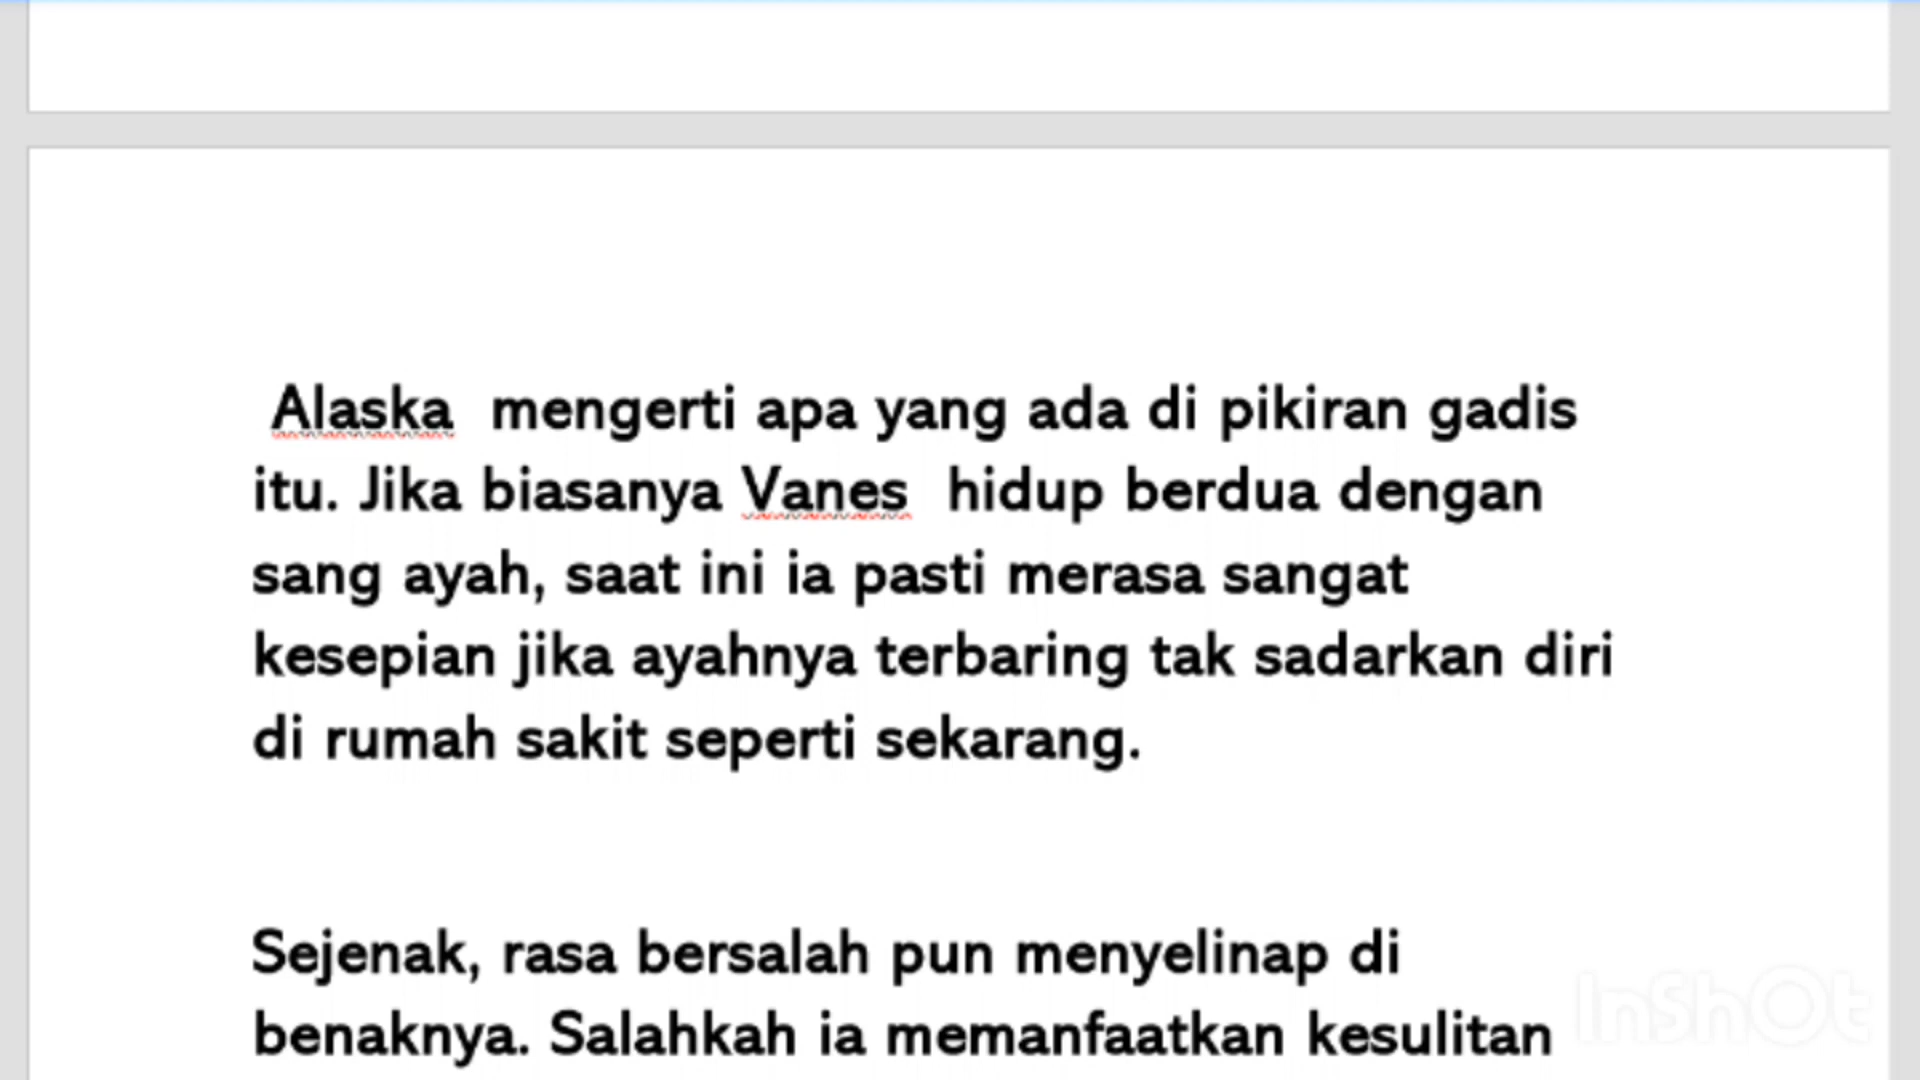 Alaska  mengerti apa yang ada di pikiran gadis
itu. Jika biasanya Vanes  hidup berdua dengan
sang ayah, saat ini ia pasti merasa sangat
kesepian jika ayahnya terbaring tak sadarkan diri
di rumah sakit seperti sekarang.
Sejenak, rasa bersalah pun menyelinap di
benaknya. Salahkah ia memanfaatkan kesulitan
InShOt